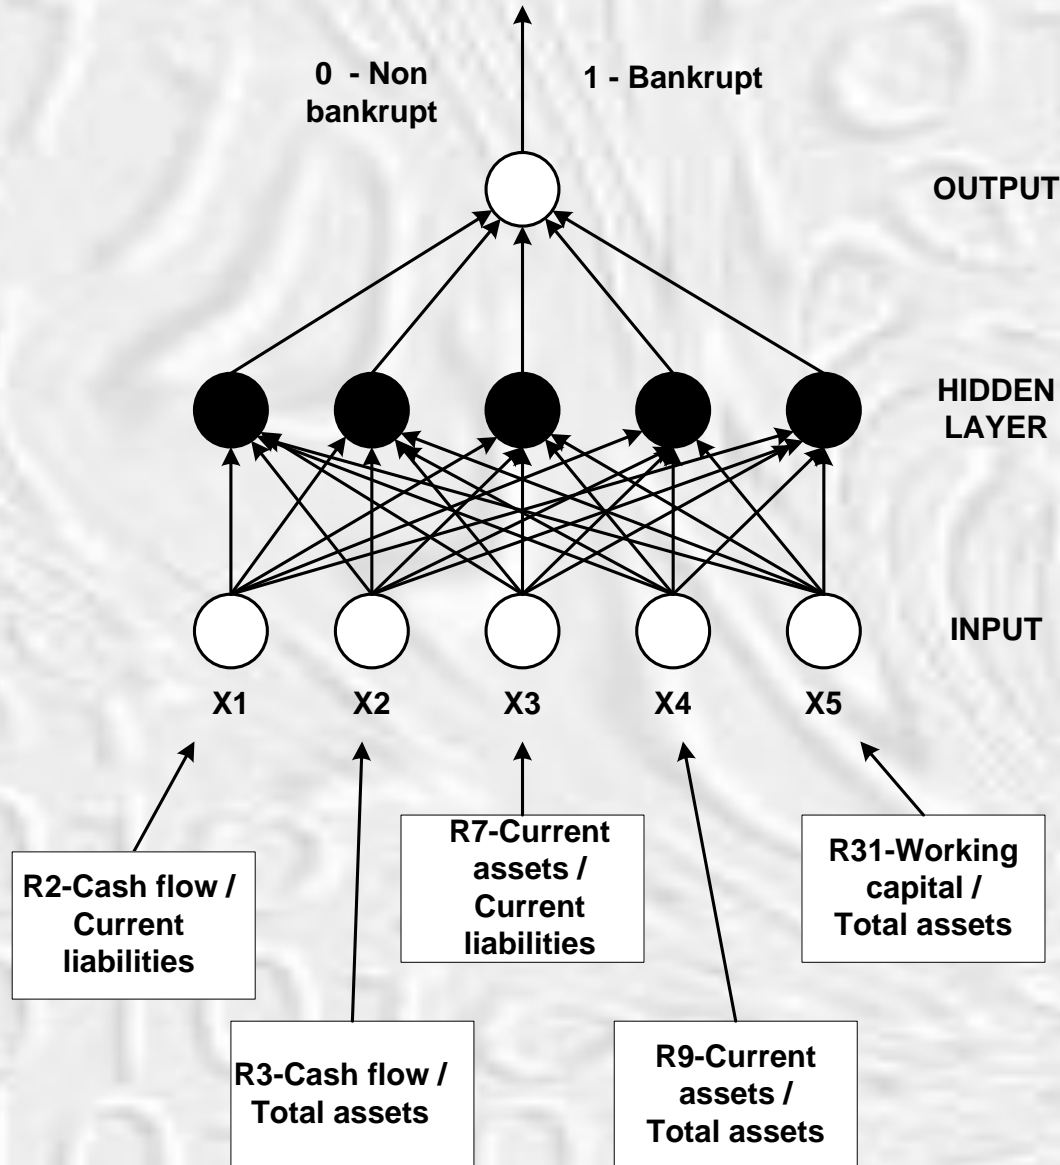 0 - Non
bankrupt
1 - Bankrupt
OUTPUT
HIDDEN
LAYER
INPUT
X1
X2
X3
X4
X5
R2-Cash flow /
Current
liabilities
R3-Cash flow /
Total assets
R7-Current
assets /
Current
liabilities
R9-Current
assets /
Total assets
R31-Working
capital /
Total assets